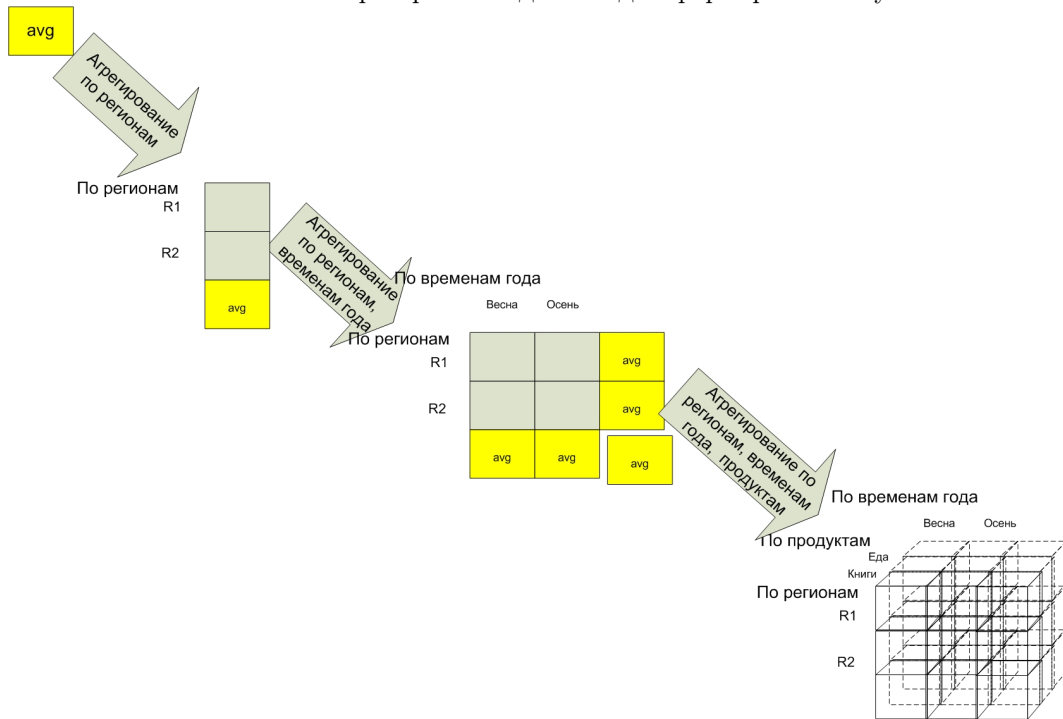 avg
Агрегирование
по регионам
По регионам
R1
R2
avg
Агрегирование
по регионам,
временам года
По временам года
Весна Осень
По регионам
R1
avg
R2
avg
avg avg avg
Агрегирование по
регионам, временам
года, продуктам
По временам года
Весна Осень
По продуктам
Еда
Книги
По регионам
R1
R2